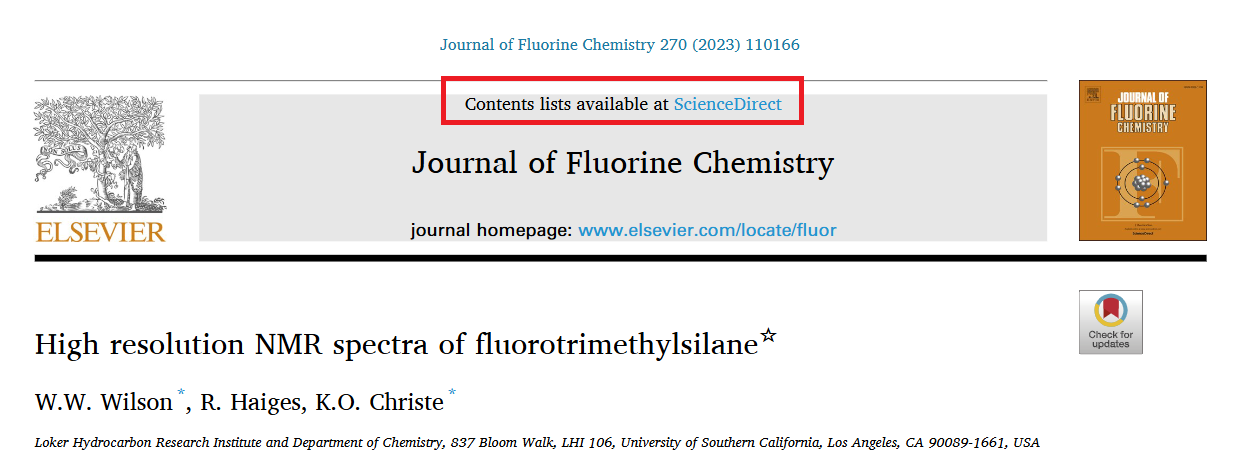 Journal of Fluorine Chemistry 270 (2023) 110166
Contents lists available at ScienceDirect
Journal of Fluorine Chemistry
journal homepage: www.elsevier.com/locate/fluor
ELSEVIER
JOURNAL OF
FLUORINE
CHEMISTRY
Check for
updates
High resolution NMR spectra of fluorotrimethylsilane☆
W.W. Wilson*, R. Haiges, K.O. Christe*
Loker Hydrocarbon Research Institute and Department of Chemistry, 837 Bloom Walk, LHI 106, University of Southern California, Los Angeles, CA 90089-1661, USA